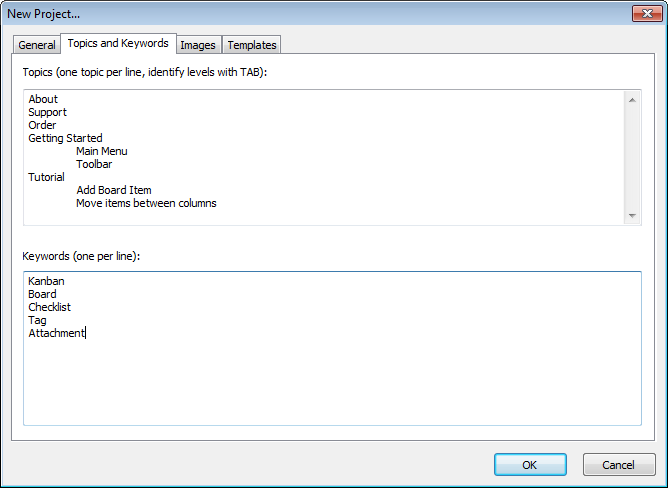 New Project...
General Topics and Keywords Images Templates
Topics (one topic per line, identify levels with TAB):
About
Support
Order
Getting Started
Main Menu
Toolbar
Tutorial
Add Board Item
Move items between columns
Keywords (one per line):
Kanban
Board
Checklist
Tag
Attachment
OK Cancel